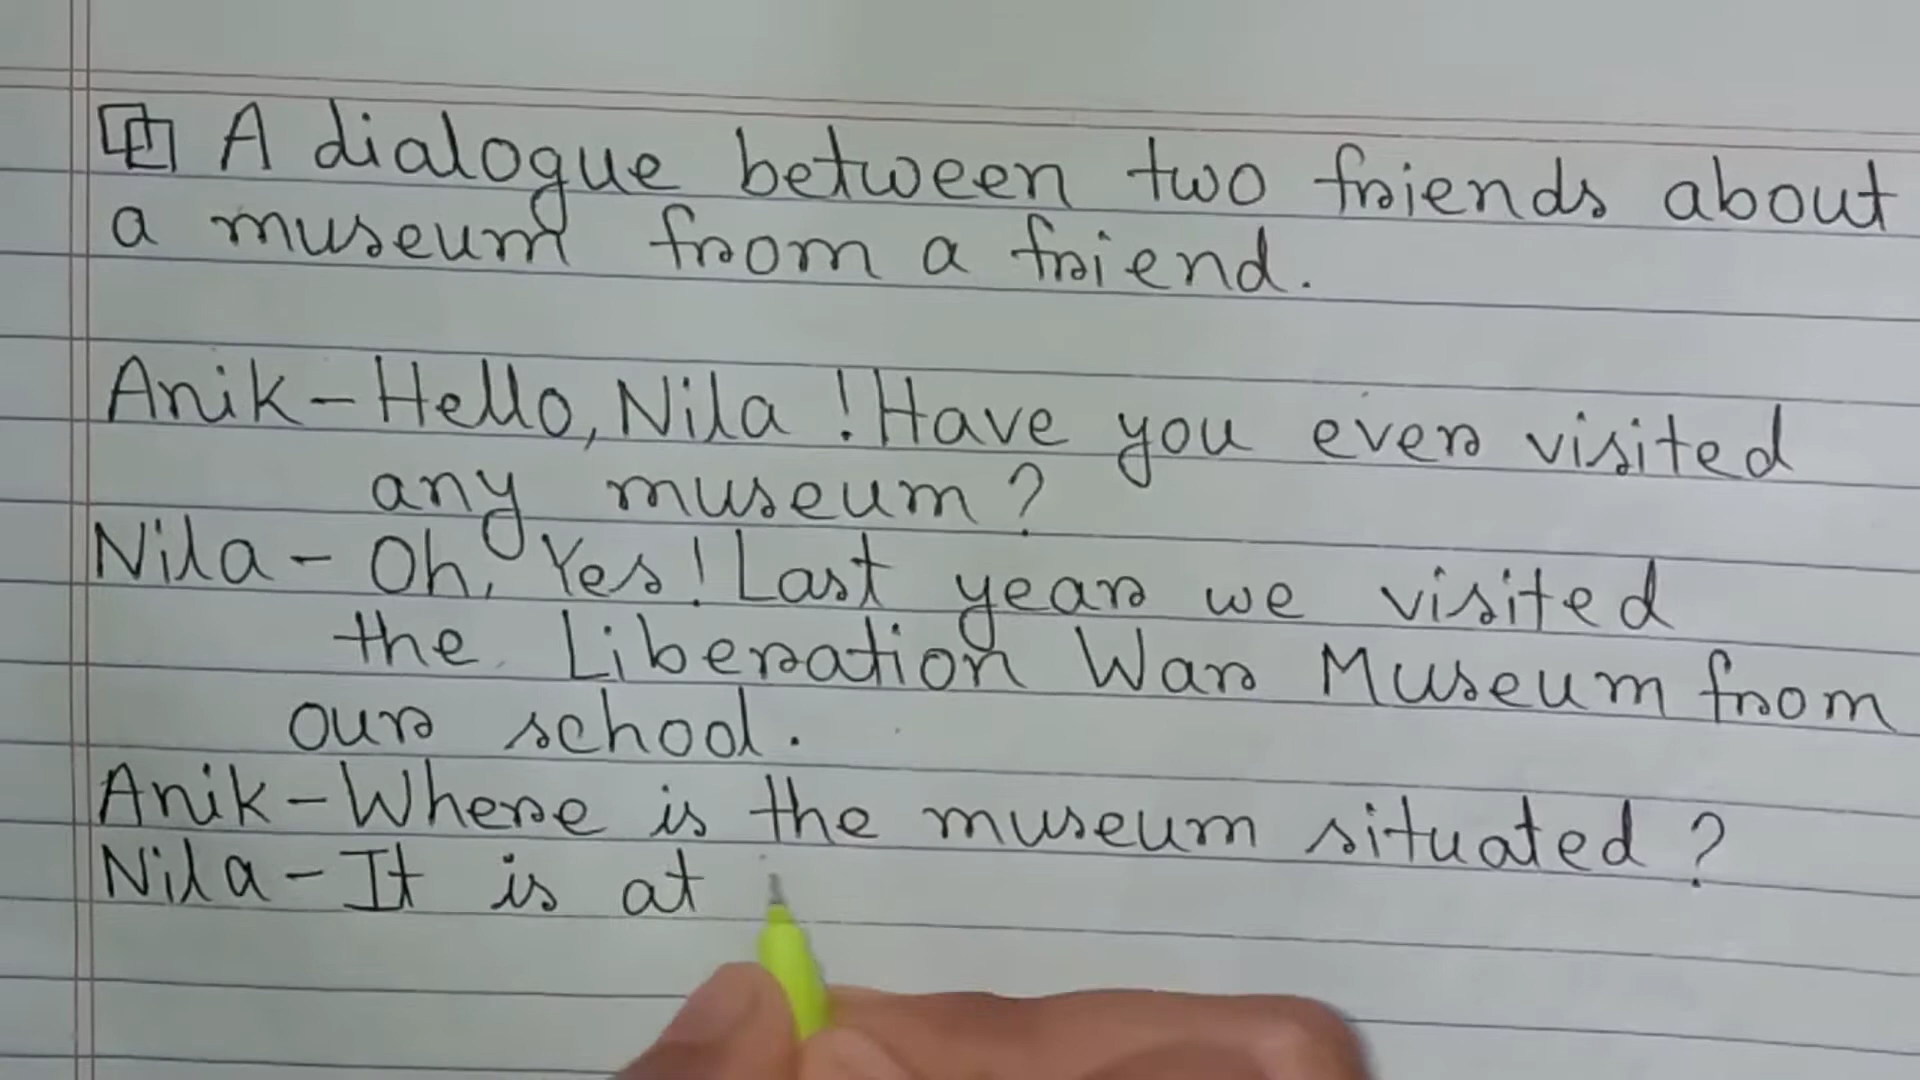 A dialogue between two friends about
a museum from a friend.
Anik-Hello, Nila! Have you ever visited
any museum?
Nila- Oh, Yes! Last year we visited
the Liberation War Museum from
our school.
Anik-Where is the museum situated?
Nila-It is at